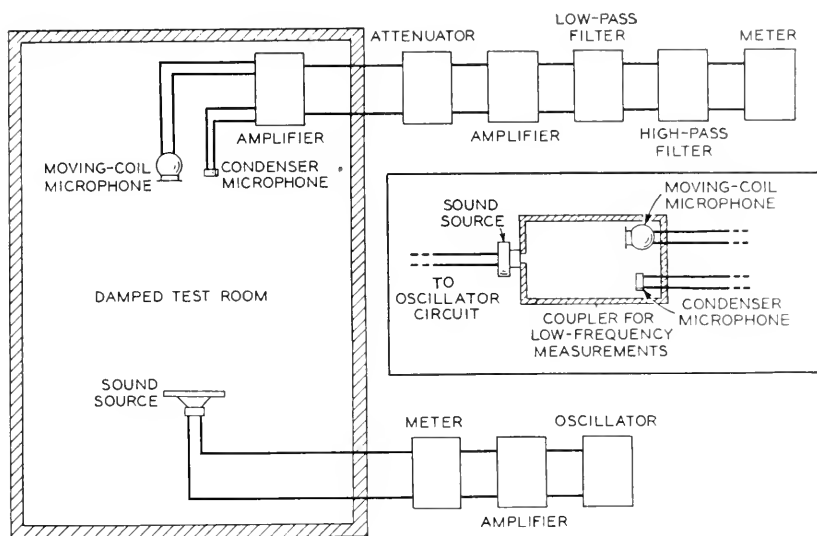 ATTENUATOR
LOW-PASS
FILTER
METER
AMPLIFIER
AMPLIFIER
HIGH-PASS
FILTER
MOVING-COIL
MICROPHONE
CONDENSER
MICROPHONE
DAMPED TEST ROOM
SOUND
SOURCE
MOVING-COIL
MICROPHONE
TO
OSCILLATOR
CIRCUIT
CONDENSER
MICROPHONE
COUPLER FOR
LOW-FREQUENCY
MEASUREMENTS
SOUND
SOURCE
METER
OSCILLATOR
AMPLIFIER